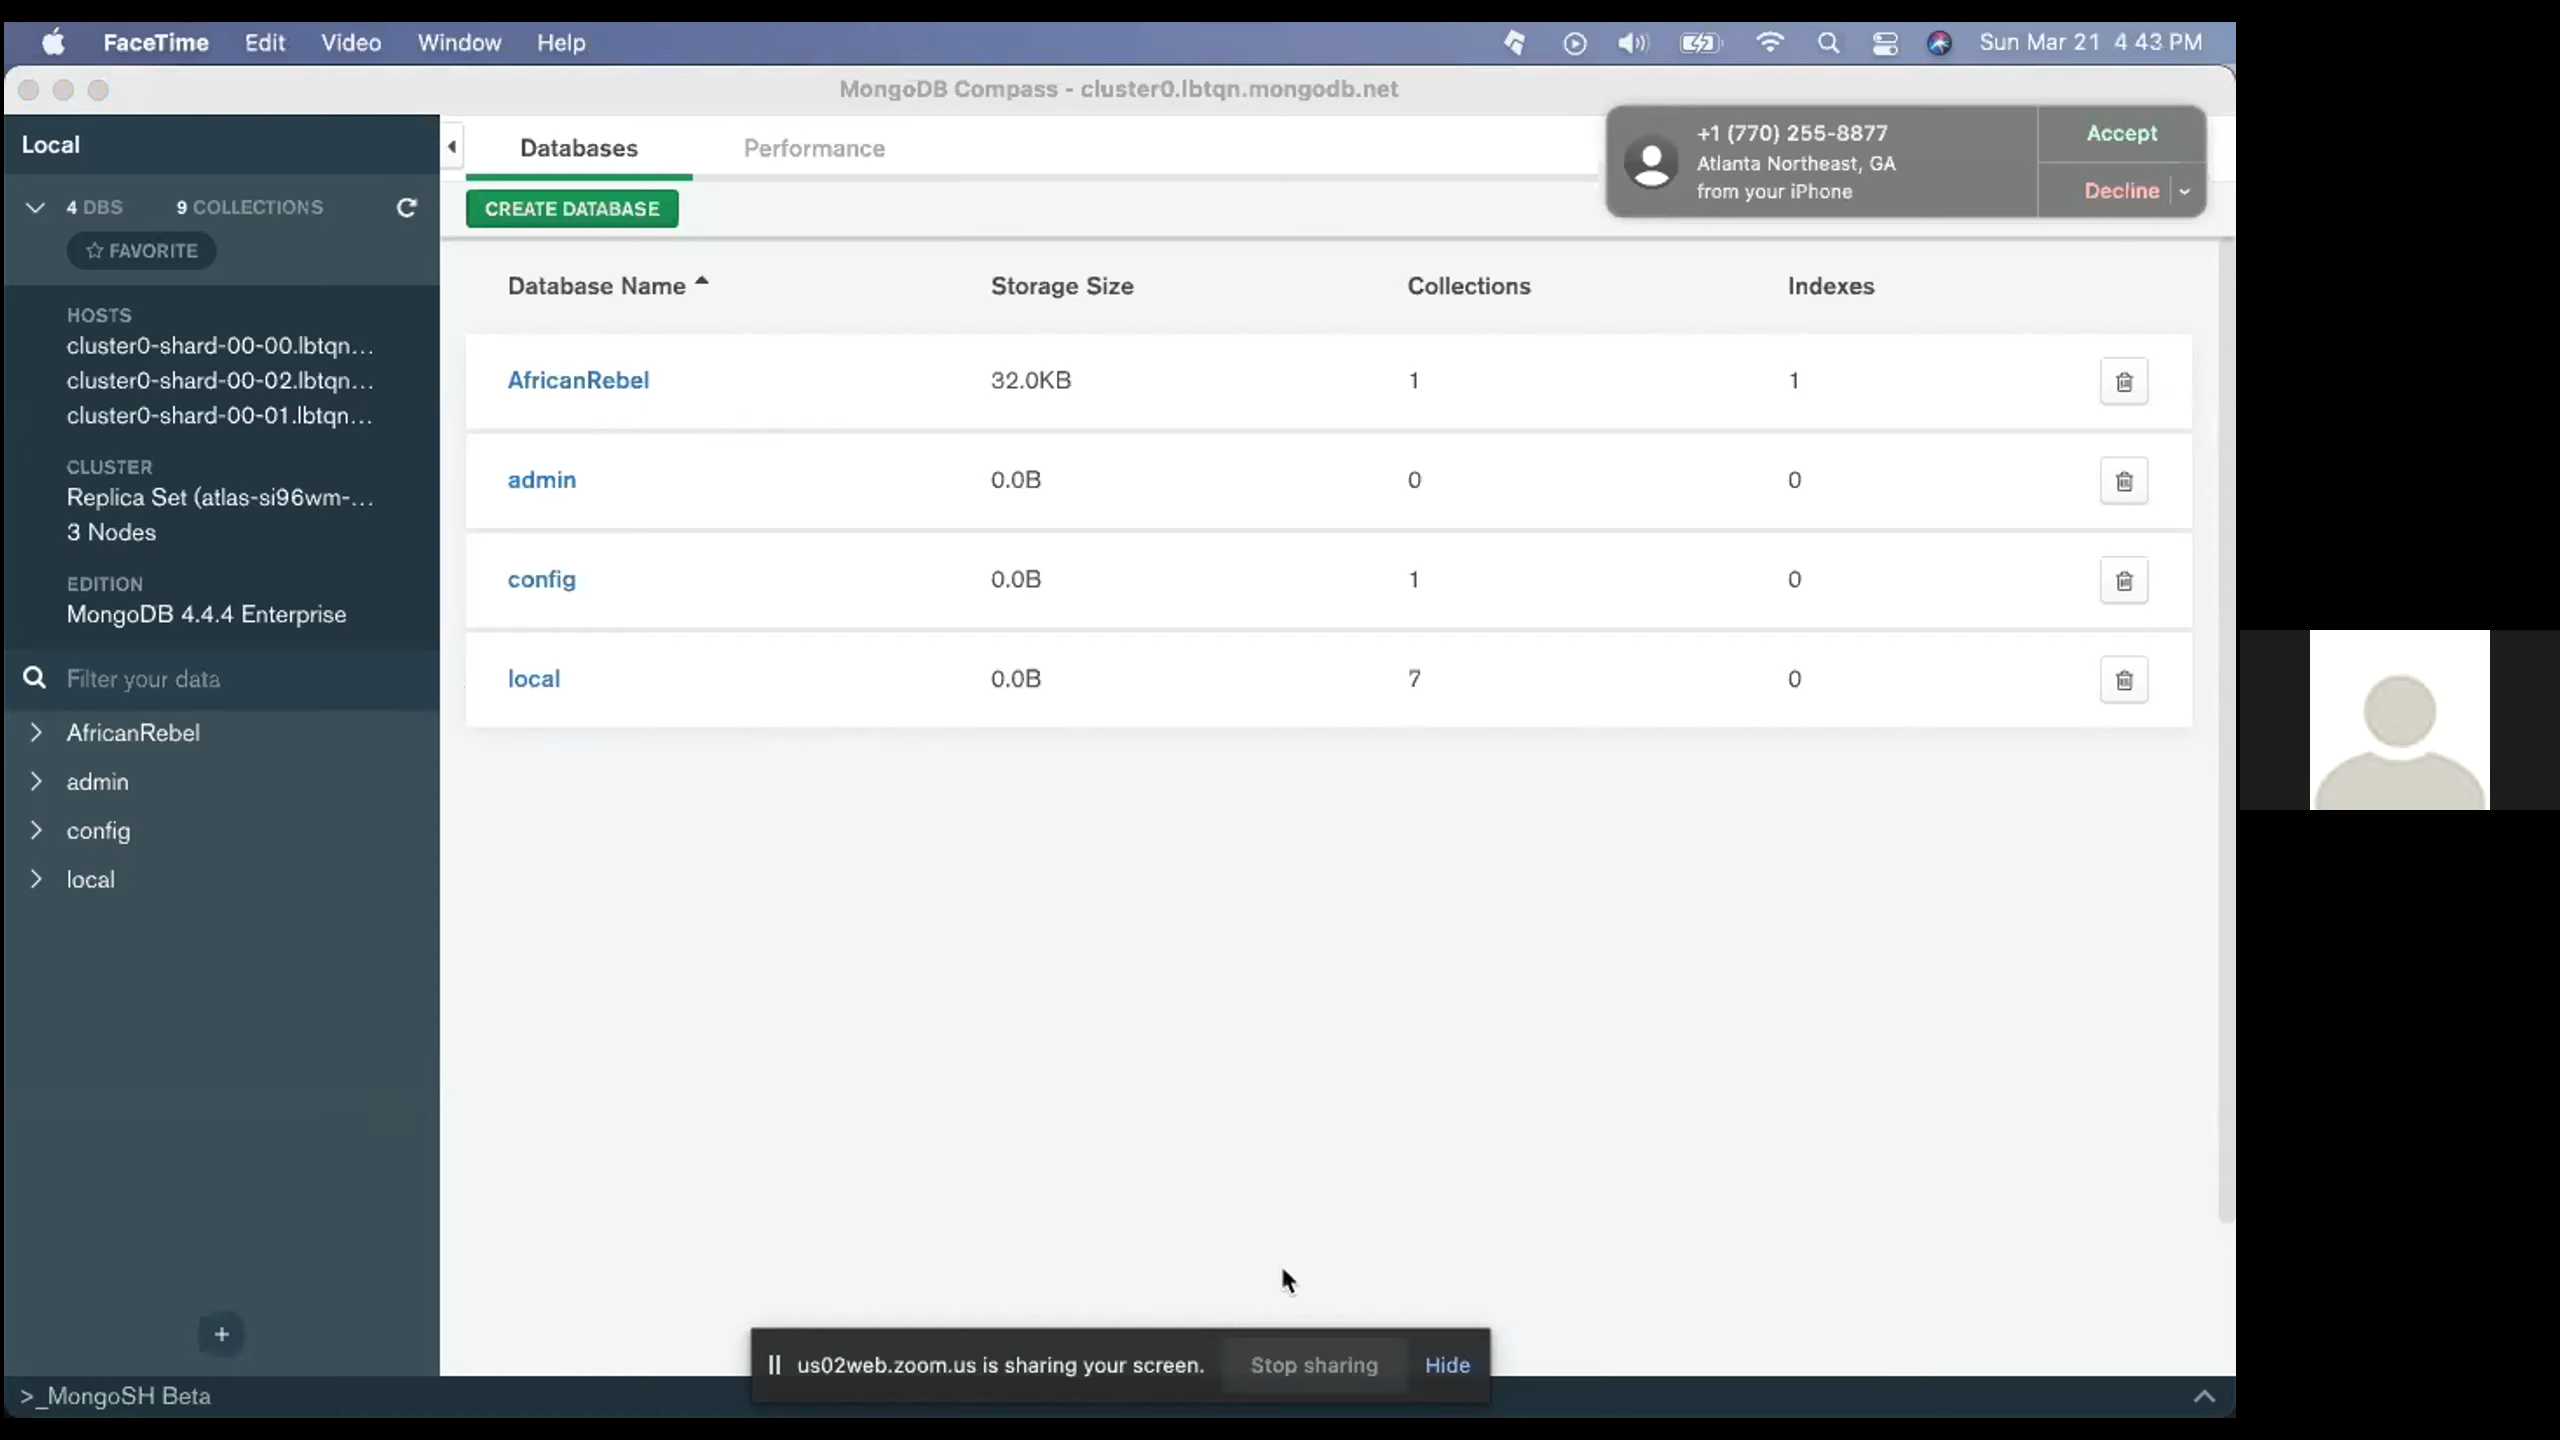 FaceTime Edit Video Window Help Sun Mar 21 4 43 PM
MongoDB Compass - cluster0.lbtqn.mongodb.net
Local
Databases Performance
+1 (770) 255-8877
Atlanta Northeast, GA
from your iPhone
Accept
Decline
4 DBS 9 COLLECTIONS
FAVORITE
CREATE DATABASE
HOSTS
cluster0-shard-00-00.lbtqn...
cluster0-shard-00-02.lbtqn...
cluster0-shard-00-01.lbtqn...
CLUSTER
Replica Set (atlas-si96wm-...
3 Nodes
EDITION
MongoDB 4.4.4 Enterprise
Filter your data
AfricanRebel
admin
config
local
Database Name Storage Size Collections Indexes
AfricanRebel 32.0KB 1 1
admin 0.0B 0 0
config 0.0B 1 0
local 0.0B 7 0
us02web.zoom.us is sharing your screen. Stop sharing Hide
>_MongoSH Beta